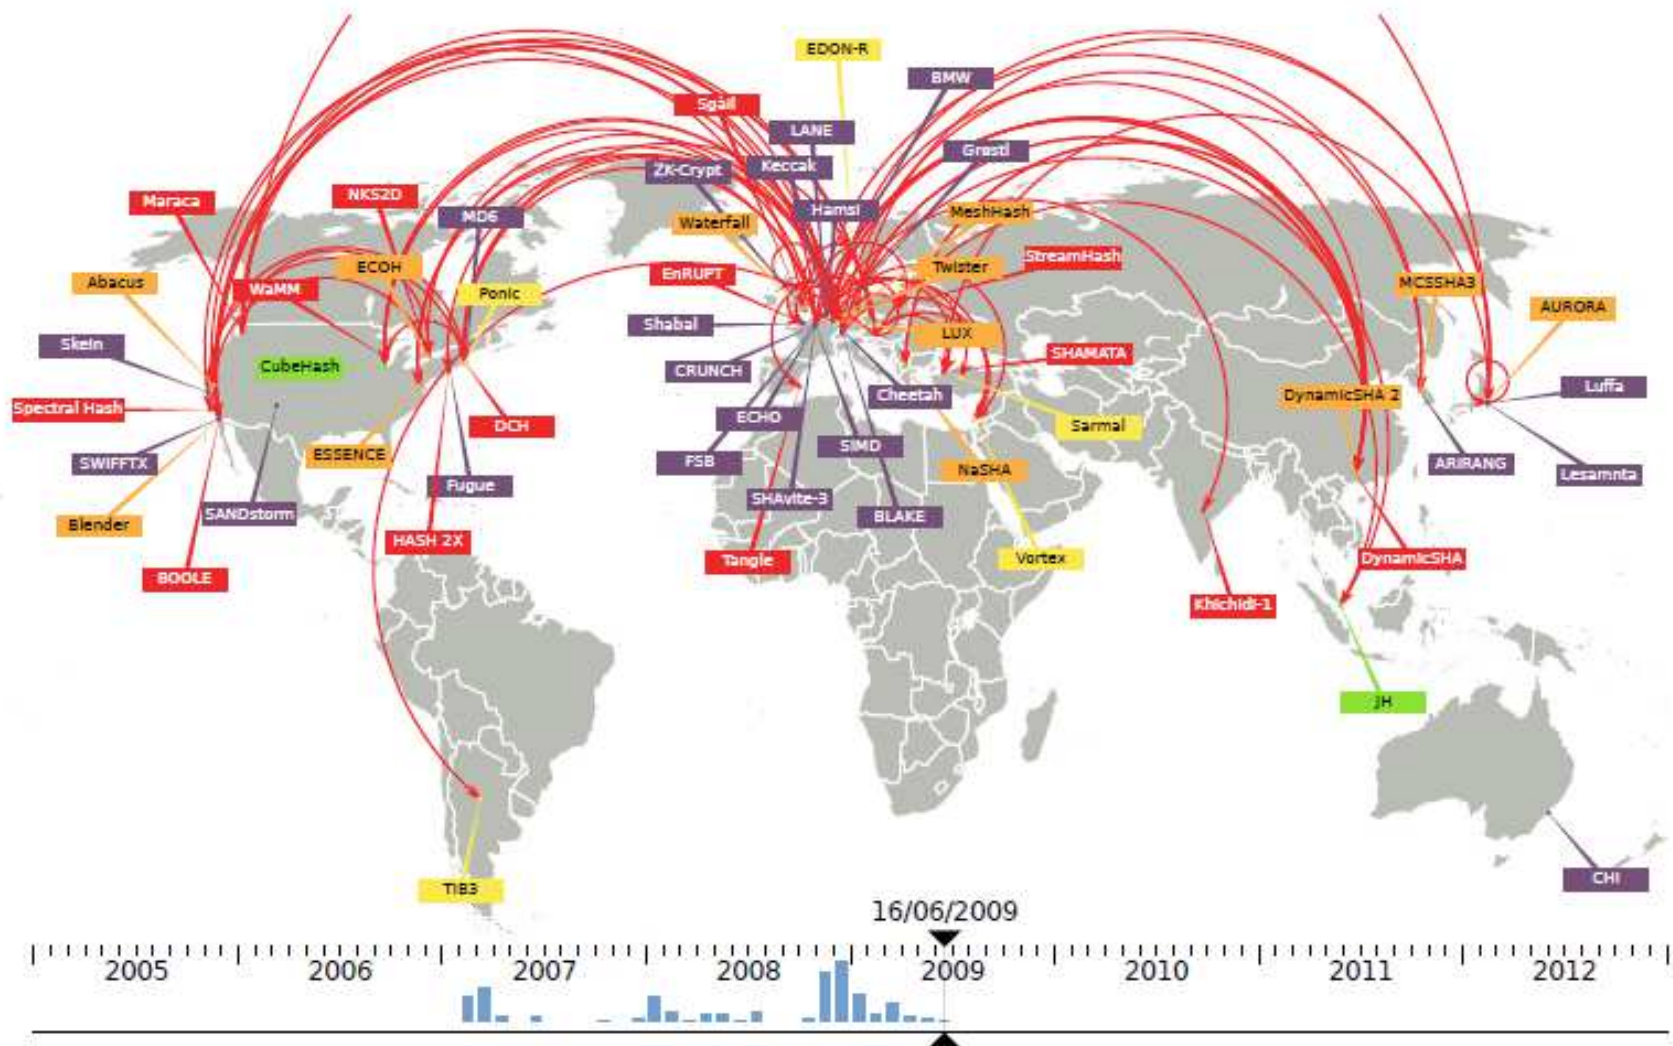 EDON-R
BMW
Sgàil
LANE
Grøstl
Keccak
ZK-Crypt
NKS2D
Maraca
MD6
Hamsi
MeshHash
Waterfall
StreamHash
ECOH
Twister
EnRUPT
Abacus
WaMM
Ponic
MCSSHA3
AURORA
Shabal
LUX
Skein
SHAMATA
CubeHash
CRUNCH
Luffa
Cheetah
DynamicSHA 2
Spectral Hash
ECHO
DCH
Sarmal
SIMD
ESSENCE
SWIFFTX
FSB
NaSHA
ARIRANG
Lesamnta
Fugue
SHAvite-3
SANDstorm
BLAKE
Blender
HASH 2X
Tangle
Vortex
DynamicSHA
BOOLE
Khichidi-1
JH
CHI
TIB3
16/06/2009
2005 2006 2007 2008 2009 2010 2011 2012